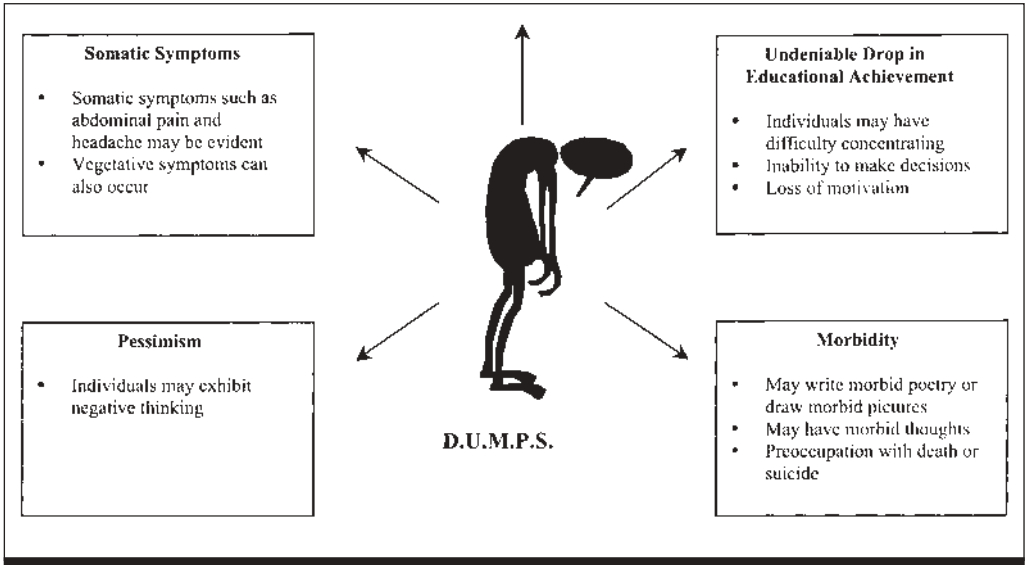 Somatic Symptoms
• Somatic symptoms such as
abdominal pain and
headache may be evident
• Vegetative symptoms can
also occur
Undeniable Drop in
Educational Achievement
• Individuals may have
difficulty concentrating
• Inability to make decisions
• Loss of motivation
Pessimism
• Individuals may exhibit
negative thinking
Morbidity
• May write morbid poetry or
draw morbid pictures
• May have morbid thoughts
• Preoccupation with death or
suicide
D.U.M.P.S.